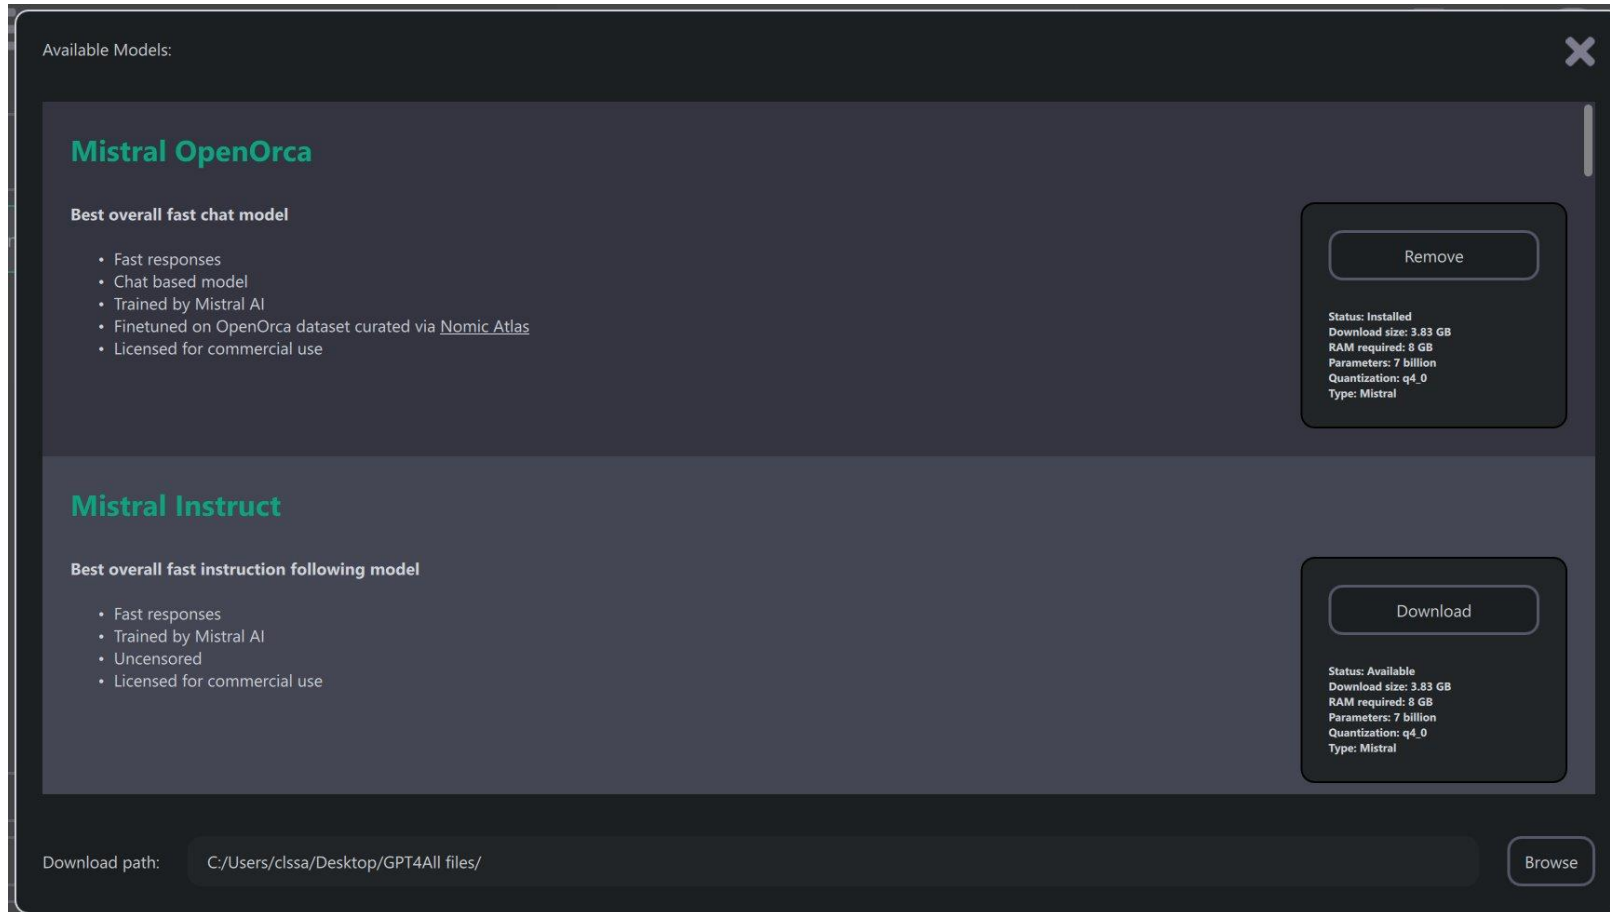 Available Models:
Mistral OpenOrca
Best overall fast chat model
• Fast responses
• Chat based model
• Trained by Mistral AI
• Finetuned on OpenOrca dataset curated via Nomic Atlas
• Licensed for commercial use
Remove
Status: Installed
Download size: 3.83 GB
RAM required: 8 GB
Parameters: 7 billion
Quantization: q4_0
Type: Mistral
Mistral Instruct
Best overall fast instruction following model
• Fast responses
• Trained by Mistral AI
• Uncensored
• Licensed for commercial use
Download
Status: Available
Download size: 3.83 GB
RAM required: 8 GB
Parameters: 7 billion
Quantization: q4_0
Type: Mistral
Download path: C:/Users/clssa/Desktop/GPT4All files/ Browse